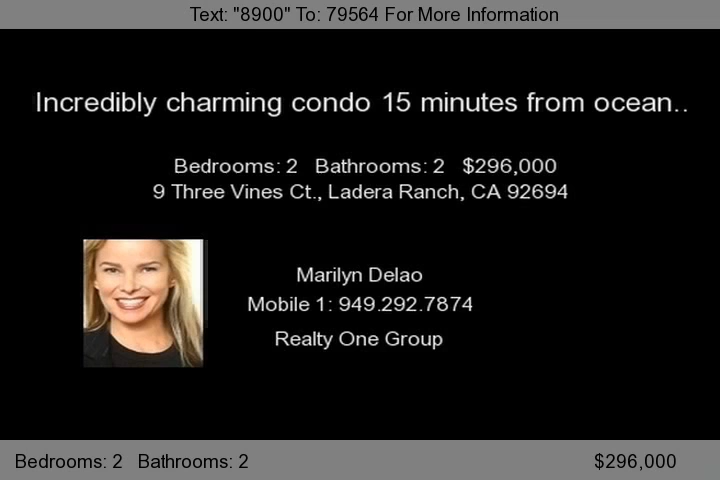 Text: "8900" To: 79564 For More Information
Incredibly charming condo 15 minutes from ocean..
Bedrooms: 2 Bathrooms: 2 $296,000
9 Three Vines Ct., Ladera Ranch, CA 92694
Marilyn Delao
Mobile 1: 949.292.7874
Realty One Group
Bedrooms: 2 Bathrooms: 2 $296,000